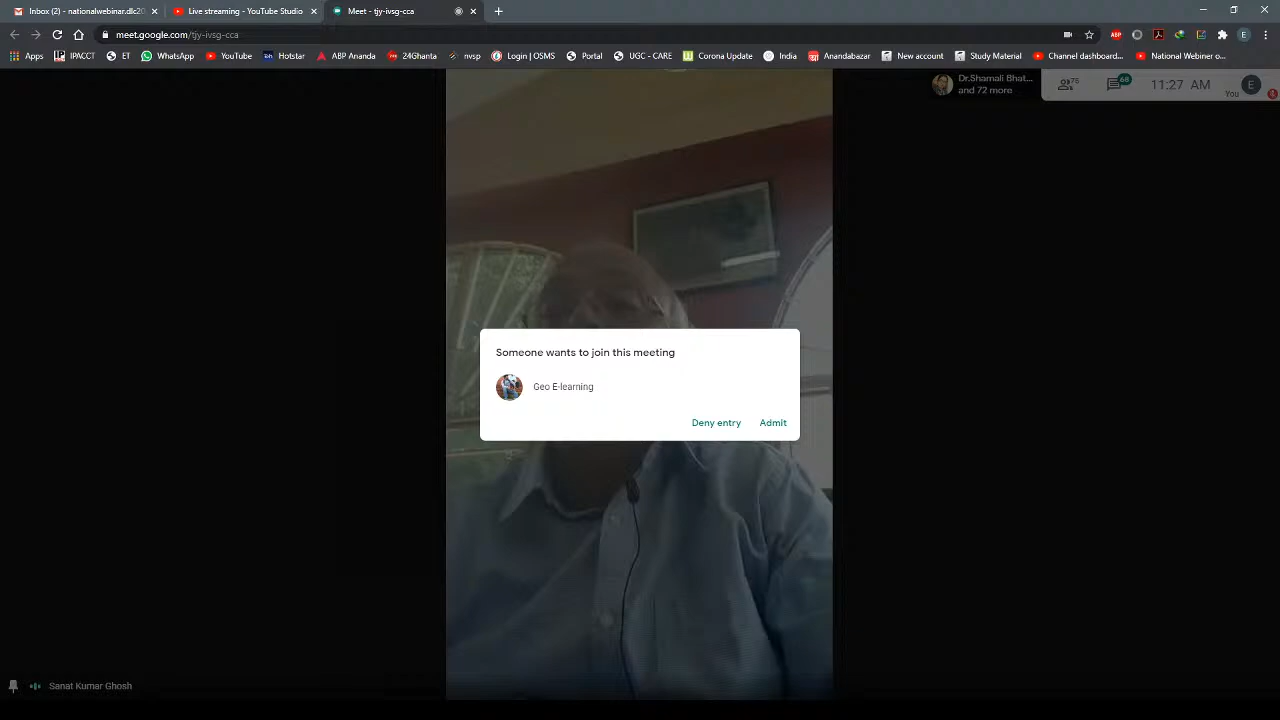 Inbox (2) - nationalwebinar.dlc20
Live streaming - YouTube Studio
Meet - tjy-ivsg-cca
meet.google.com/tjy-ivsg-cca
Apps IPACCT ET WhatsApp YouTube Hotstar ABP Ananda 24Ghanta nvsp Login | OSMS Portal UGC - CARE Corona Update India Anandabazar New account Study Material Channel dashboard... National Webiner o...
Dr.Shamali Bhat...
and 72 more
75
68
11:27 AM
You
E
Someone wants to join this meeting
Geo E-learning
Deny entry Admit
Sanat Kumar Ghosh